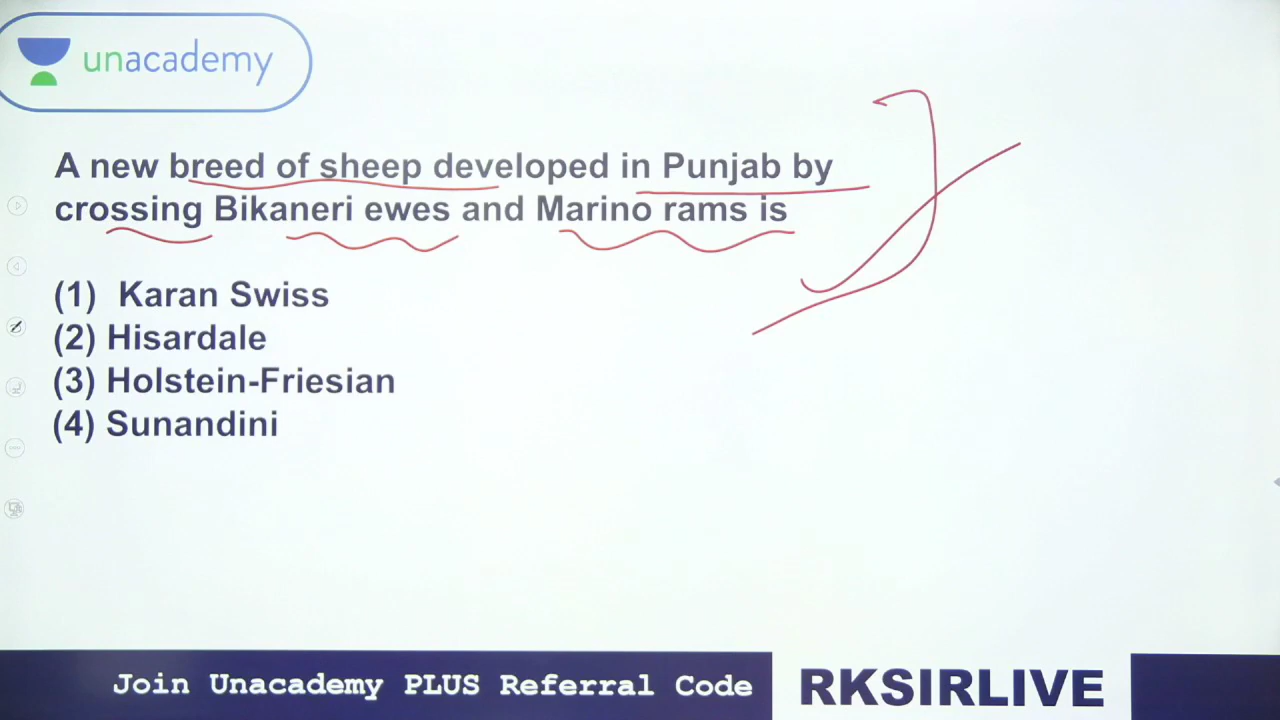 unacademy
A new breed of sheep developed in Punjab by
crossing Bikaneri ewes and Marino rams is
(1) Karan Swiss
(2) Hisardale
(3) Holstein-Friesian
(4) Sunandini
Join Unacademy PLUS Referral Code
RKSIRLIVE